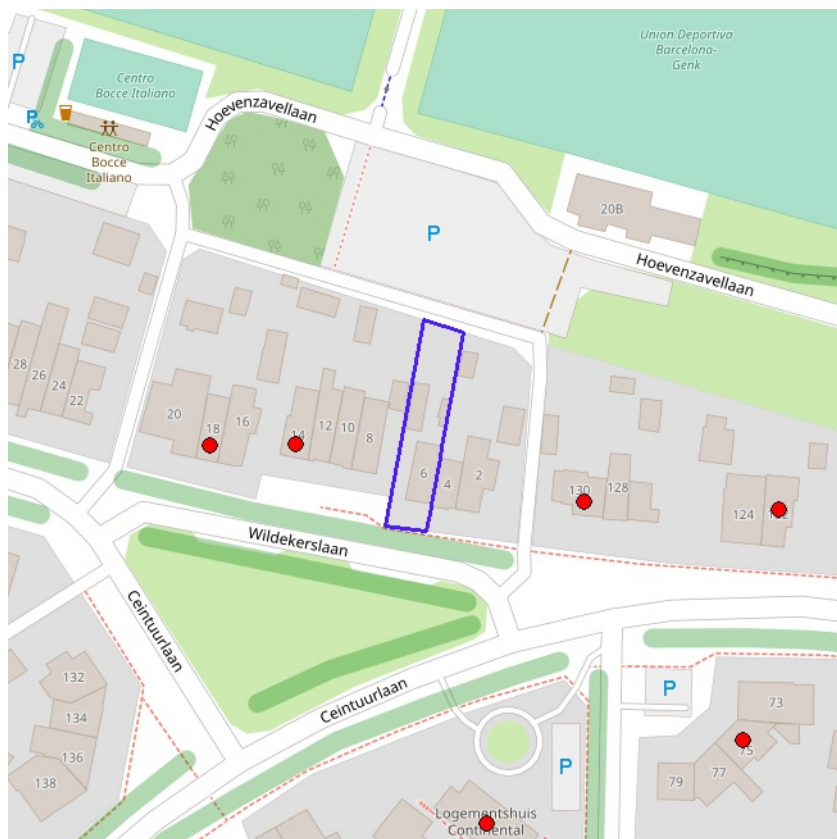 Union Deportiva
Barcelona-
Genk
P
Centro
Bocce Italiano
P
Centro
Bocce
Italiano
Hoevenzavellaan
20B
P
Hoevenzavellaan
28
26
24
22
20
18
16
14
12
10
8
6
4
2
130
128
124
Wildekerslaan
Ceintuurlaan
Ceintuurlaan
132
134
136
138
P
73
75
77
79
P
Logementshuis
Continental